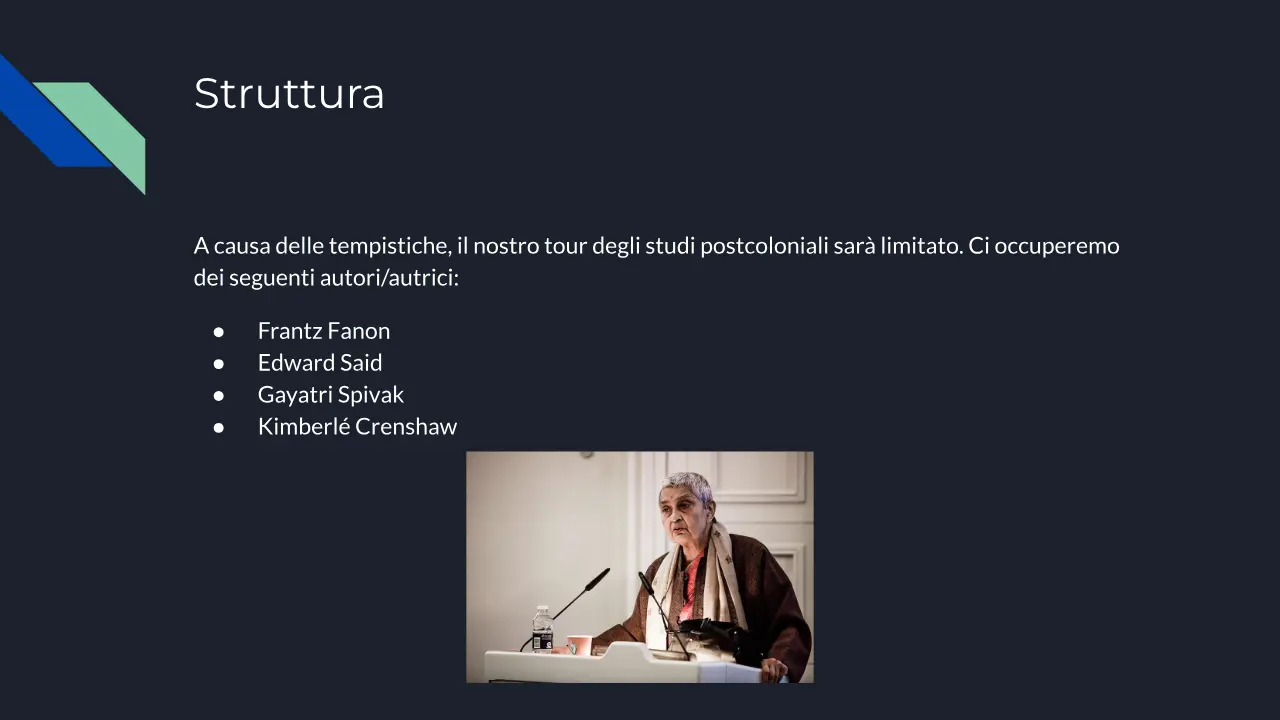 Struttura
A causa delle tempistiche, il nostro tour degli studi postcoloniali sarà limitato. Ci occuperemo
dei seguenti autori/autrici:
● Frantz Fanon
● Edward Said
● Gayatri Spivak
● Kimberlé Crenshaw